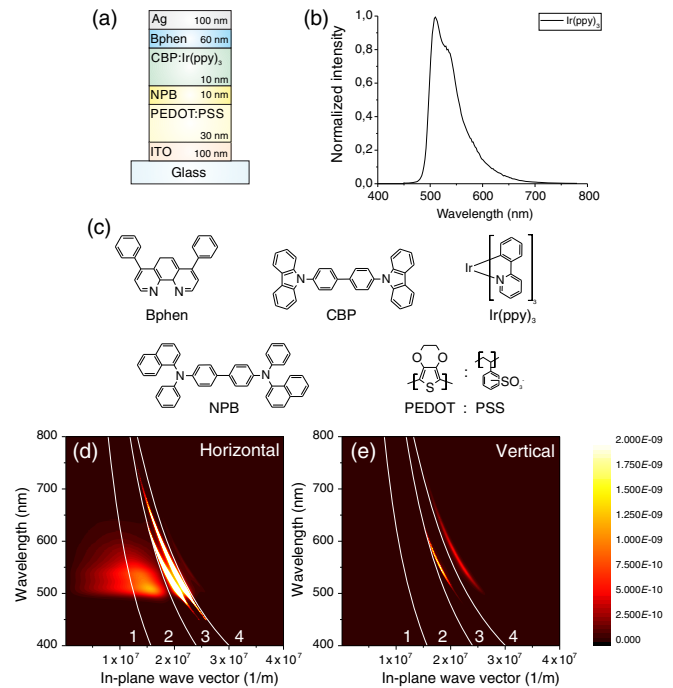 (a)
Ag 100 nm
Bphen 60 nm
CBP:Ir(ppy)3
10 nm
NPB 10 nm
PEDOT:PSS
30 nm
ITO 100 nm
Glass
(b)
Normalized intensity
1,0
0,8
0,6
0,4
0,2
0,0
400 500 600 700 800
Wavelength (nm)
Ir(ppy)3
(c)
N N
Bphen
N N
CBP
Ir N 3
Ir(ppy)3
N N
NPB
O O
S
: SO3-
PEDOT : PSS
(d) Horizontal
Wavelength (nm)
800
700
600
500
400
1 2 3 4
1x10^7 2x10^7 3x10^7 4x10^7
In-plane wave vector (1/m)
(e) Vertical
Wavelength (nm)
800
700
600
500
400
1 2 3 4
1x10^7 2x10^7 3x10^7 4x10^7
In-plane wave vector (1/m)
2.000E-09
1.750E-09
1.500E-09
1.250E-09
1.000E-09
7.500E-10
5.000E-10
2.500E-10
0.000